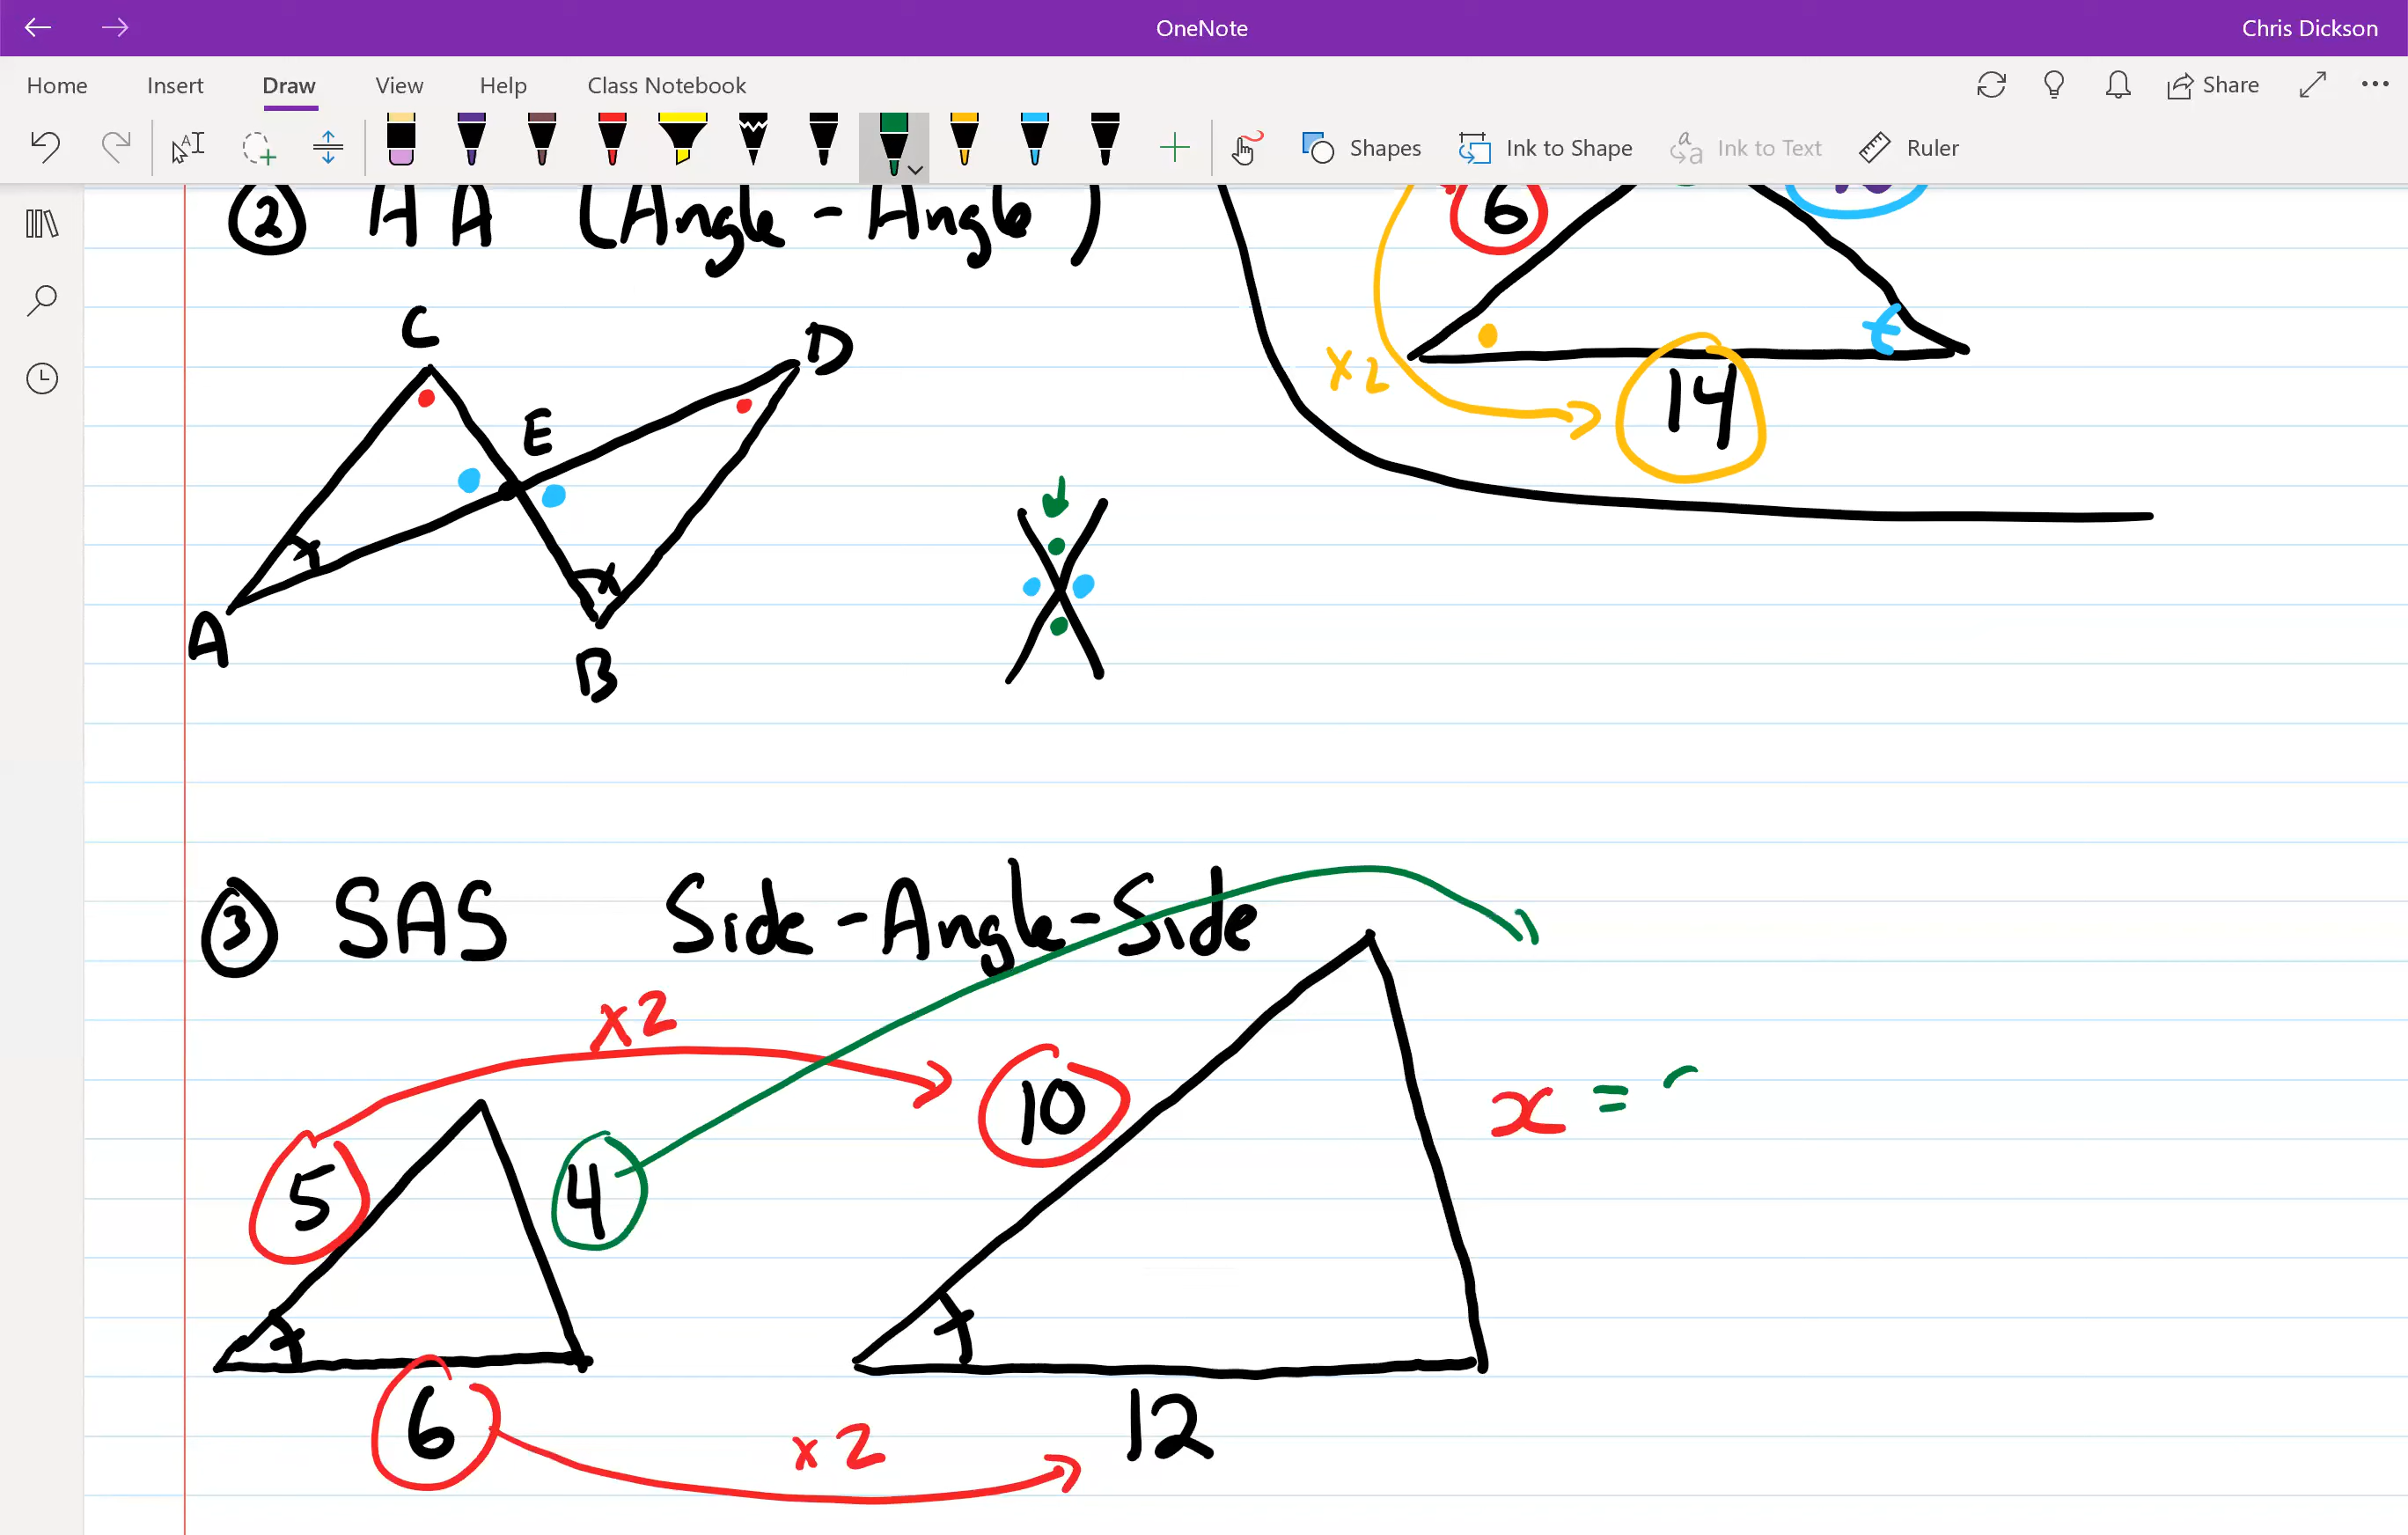 OneNote
Chris Dickson
Home Insert Draw View Help Class Notebook Share
Shapes Ink to Shape Ink to Text Ruler
② AA (Angle-Angle)
6
C
D
E
x2
14
A
B
③ SAS Side-Angle-Side
x2
10
x =
5
4
6
x2
12